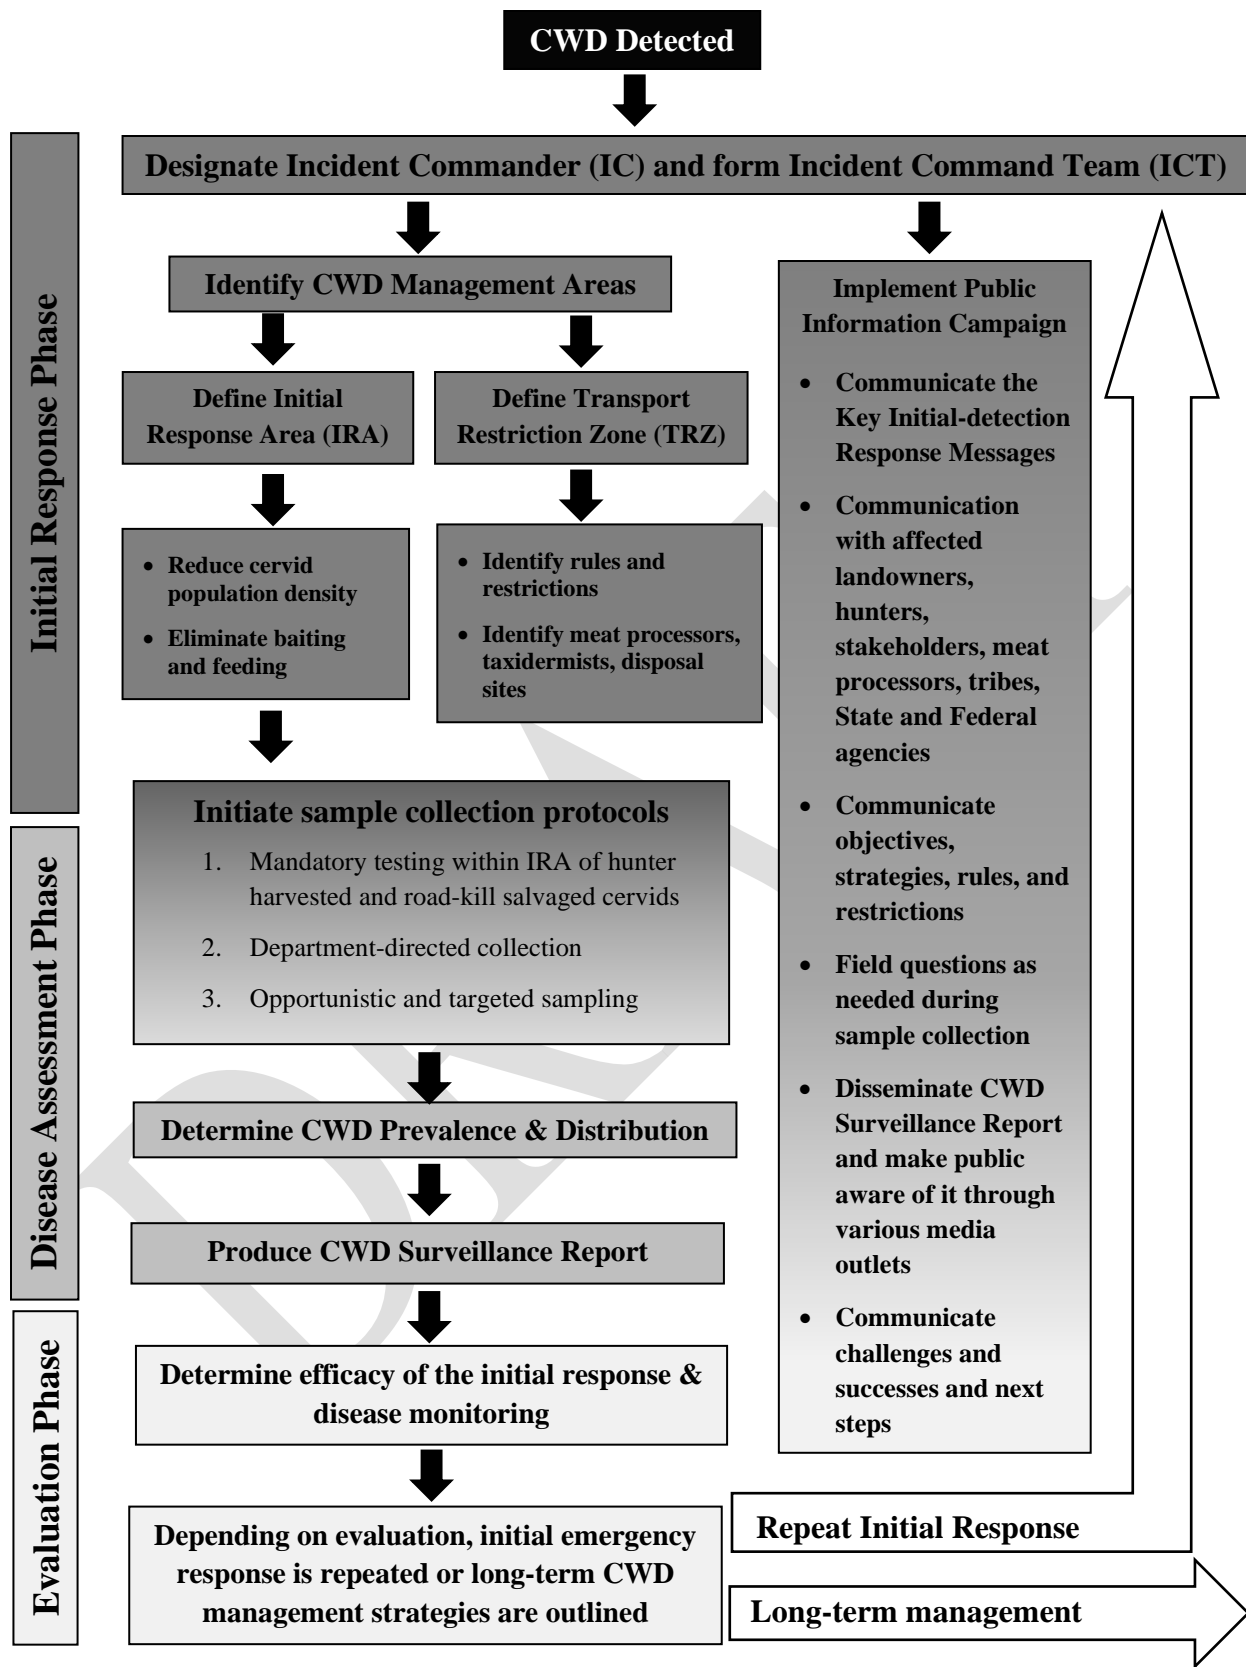 CWD Detected
Designate Incident Commander (IC) and form Incident Command Team (ICT)
Initial Response Phase
Identify CWD Management Areas
Define Initial
Response Area (IRA)
Define Transport
Restriction Zone (TRZ)
• Reduce cervid
population density
• Eliminate baiting
and feeding
• Identify rules and
restrictions
• Identify meat processors,
taxidermists, disposal
sites
Implement Public
Information Campaign
• Communicate the
Key Initial-detection
Response Messages
• Communication
with affected
landowners,
hunters,
stakeholders, meat
processors, tribes,
State and Federal
agencies
• Communicate
objectives,
strategies, rules, and
restrictions
• Field questions as
needed during
sample collection
• Disseminate CWD
Surveillance Report
and make public
aware of it through
various media
outlets
• Communicate
challenges and
successes and next
steps
Initiate sample collection protocols
1. Mandatory testing within IRA of hunter
harvested and road-kill salvaged cervids
2. Department-directed collection
3. Opportunistic and targeted sampling
Disease Assessment Phase
Determine CWD Prevalence & Distribution
Produce CWD Surveillance Report
Evaluation Phase
Determine efficacy of the initial response &
disease monitoring
Depending on evaluation, initial emergency
response is repeated or long-term CWD
management strategies are outlined
Repeat Initial Response
Long-term management
DRAFT